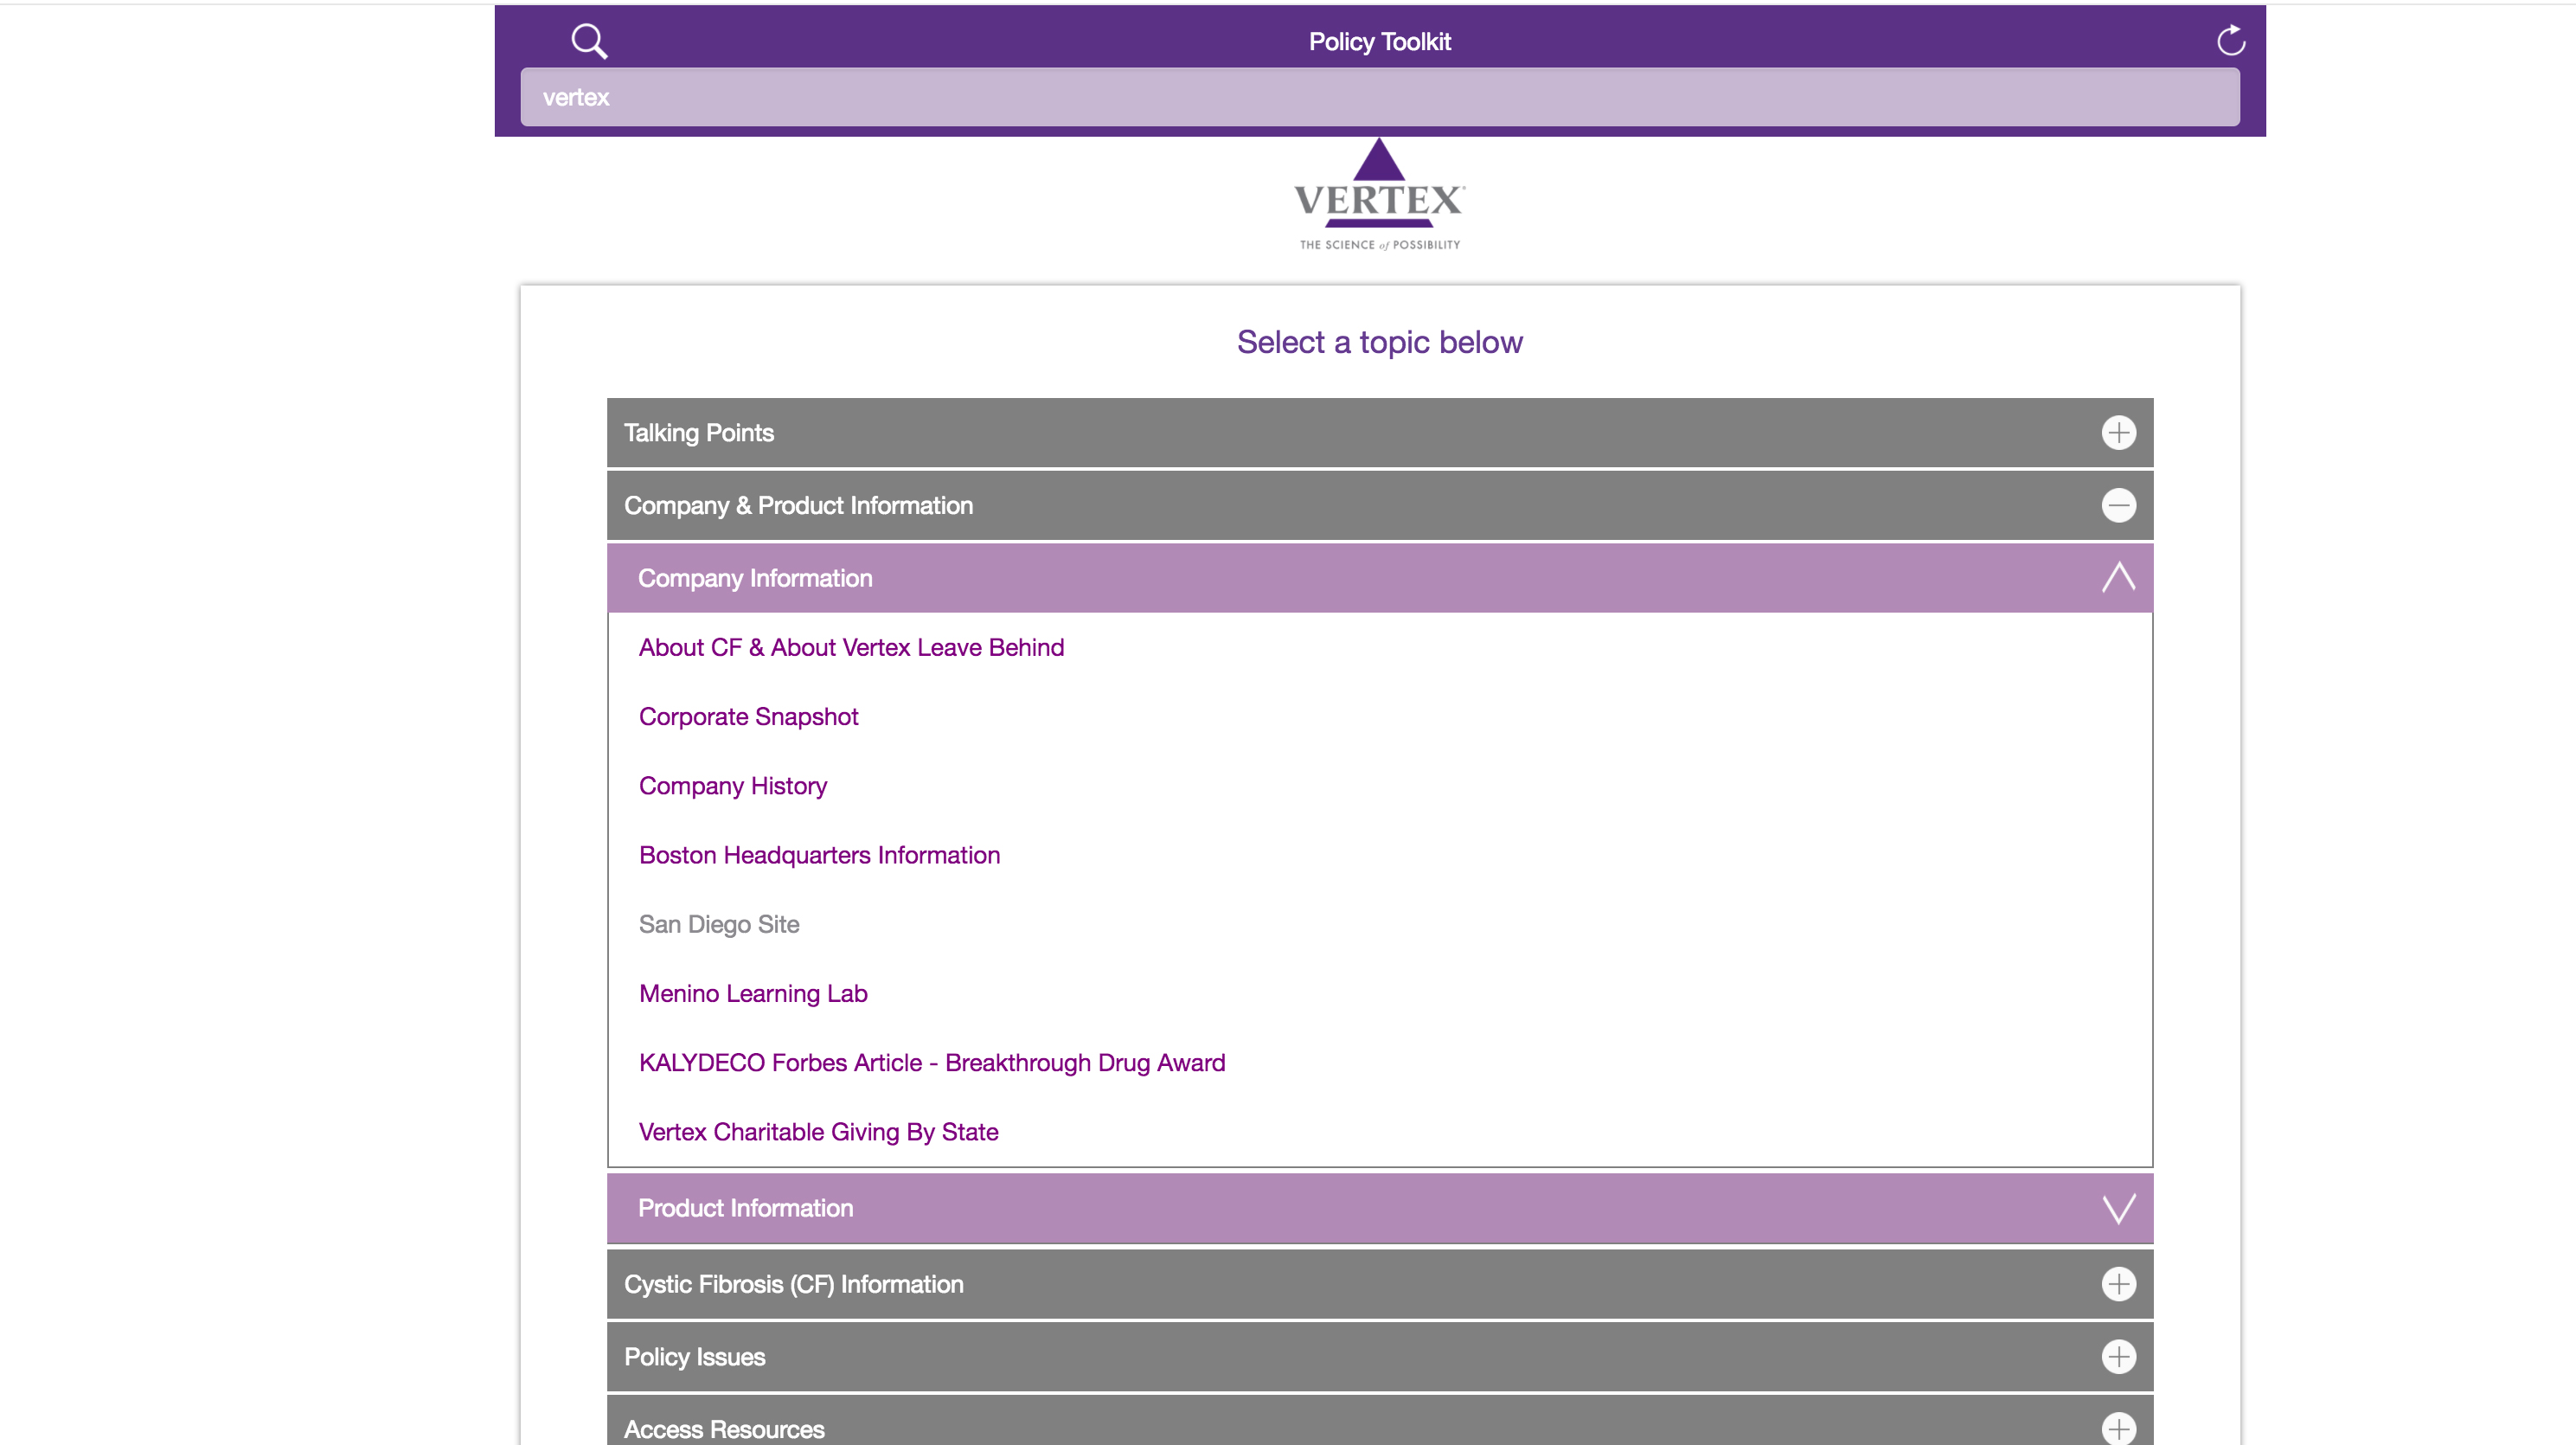 Policy Toolkit
vertex
VERTEX
THE SCIENCE of POSSIBILITY
Select a topic below
Talking Points
Company & Product Information
Company Information
About CF & About Vertex Leave Behind
Corporate Snapshot
Company History
Boston Headquarters Information
San Diego Site
Menino Learning Lab
KALYDECO Forbes Article - Breakthrough Drug Award
Vertex Charitable Giving By State
Product Information
Cystic Fibrosis (CF) Information
Policy Issues
Access Resources